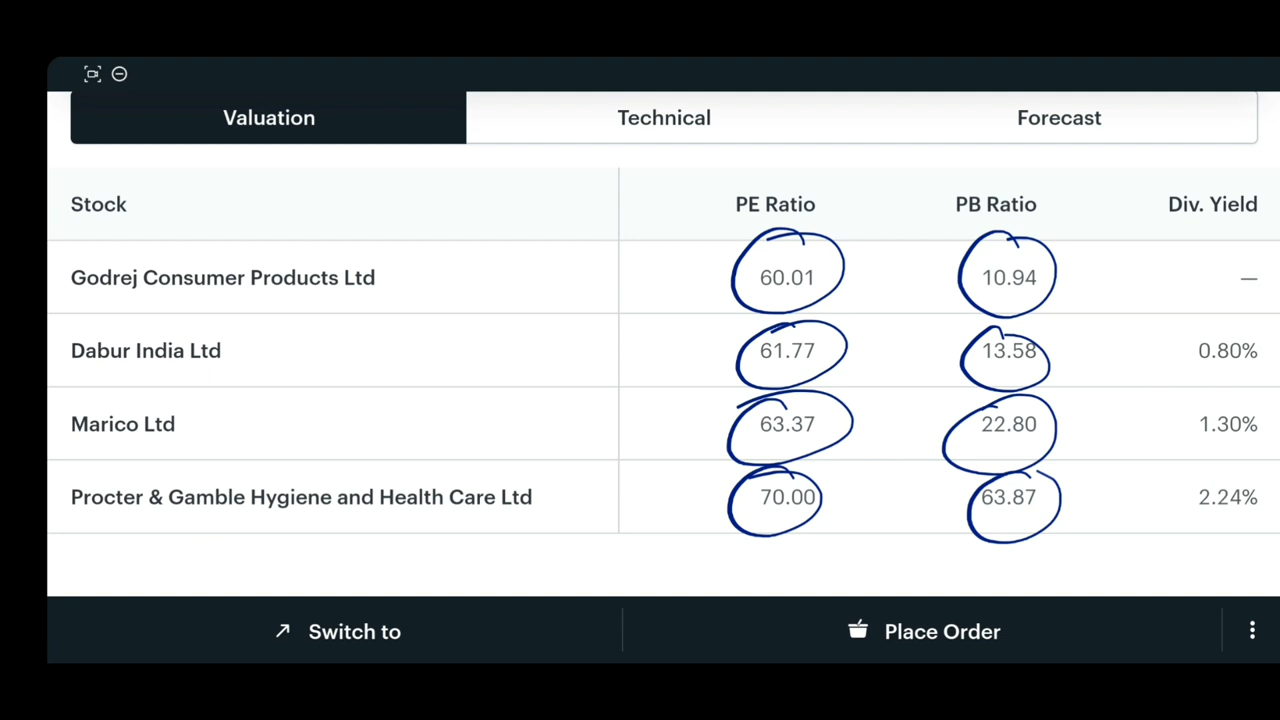 Valuation Technical Forecast
Stock PE Ratio PB Ratio Div. Yield
Godrej Consumer Products Ltd 60.01 10.94 —
Dabur India Ltd 61.77 13.58 0.80%
Marico Ltd 63.37 22.80 1.30%
Procter & Gamble Hygiene and Health Care Ltd 70.00 63.87 2.24%
Switch to Place Order